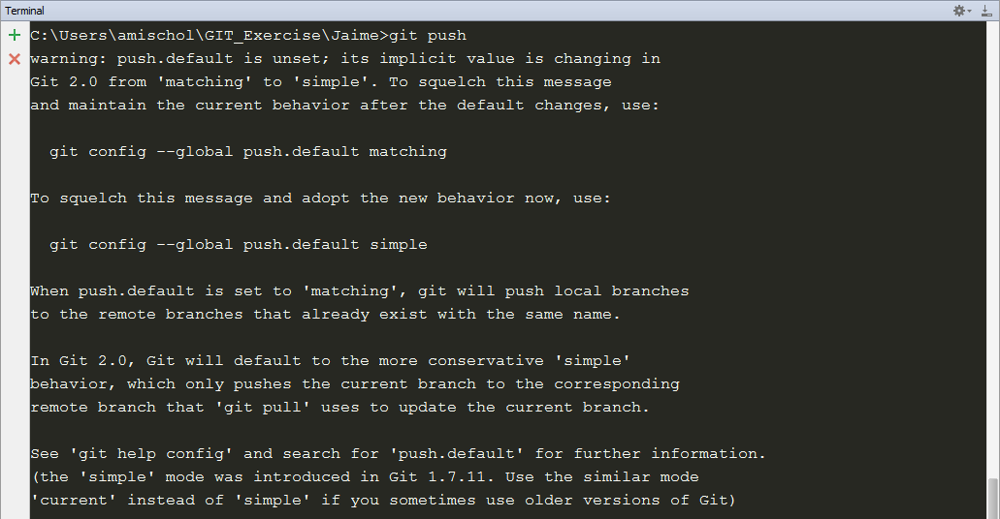 Terminal
C:\Users\amischol\GIT_Exercise\Jaime>git push
warning: push.default is unset; its implicit value is changing in
Git 2.0 from 'matching' to 'simple'. To squelch this message
and maintain the current behavior after the default changes, use:
git config --global push.default matching
To squelch this message and adopt the new behavior now, use:
git config --global push.default simple
When push.default is set to 'matching', git will push local branches
to the remote branches that already exist with the same name.
In Git 2.0, Git will default to the more conservative 'simple'
behavior, which only pushes the current branch to the corresponding
remote branch that 'git pull' uses to update the current branch.
See 'git help config' and search for 'push.default' for further information.
(the 'simple' mode was introduced in Git 1.7.11. Use the similar mode
'current' instead of 'simple' if you sometimes use older versions of Git)